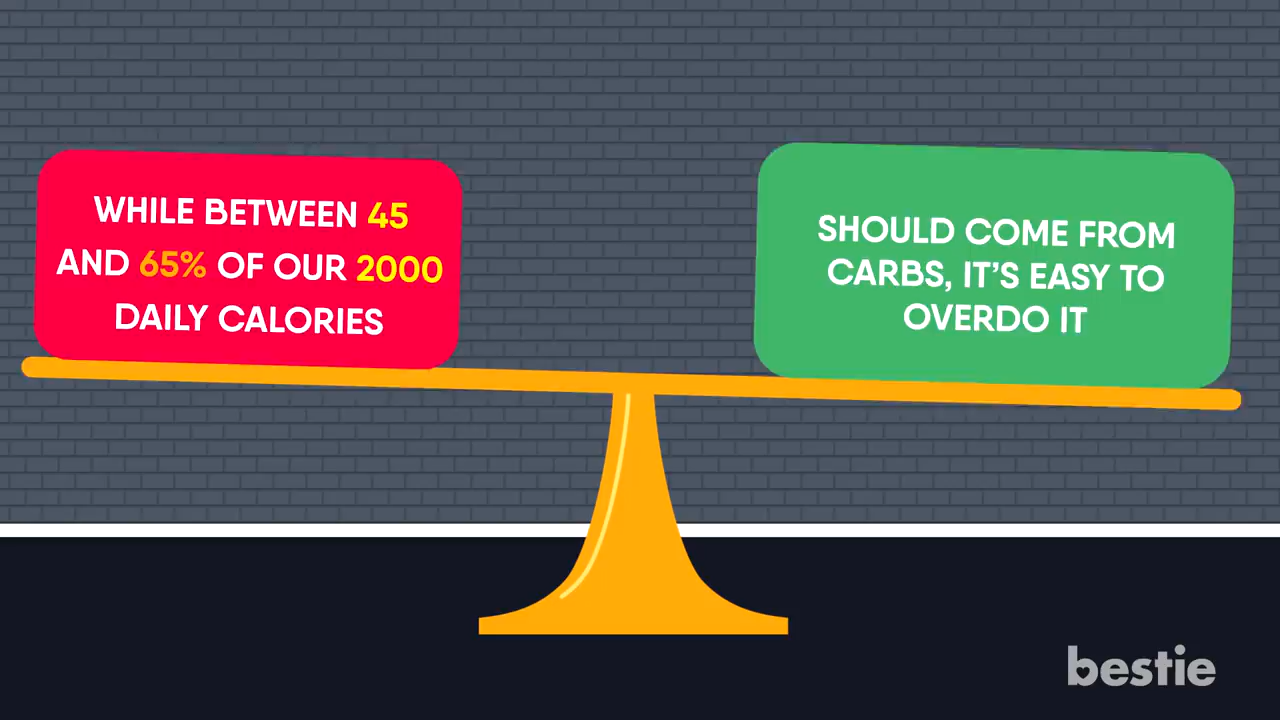 WHILE BETWEEN 45
AND 65% OF OUR 2000
DAILY CALORIES
SHOULD COME FROM
CARBS, IT'S EASY TO
OVERDO IT
bestie